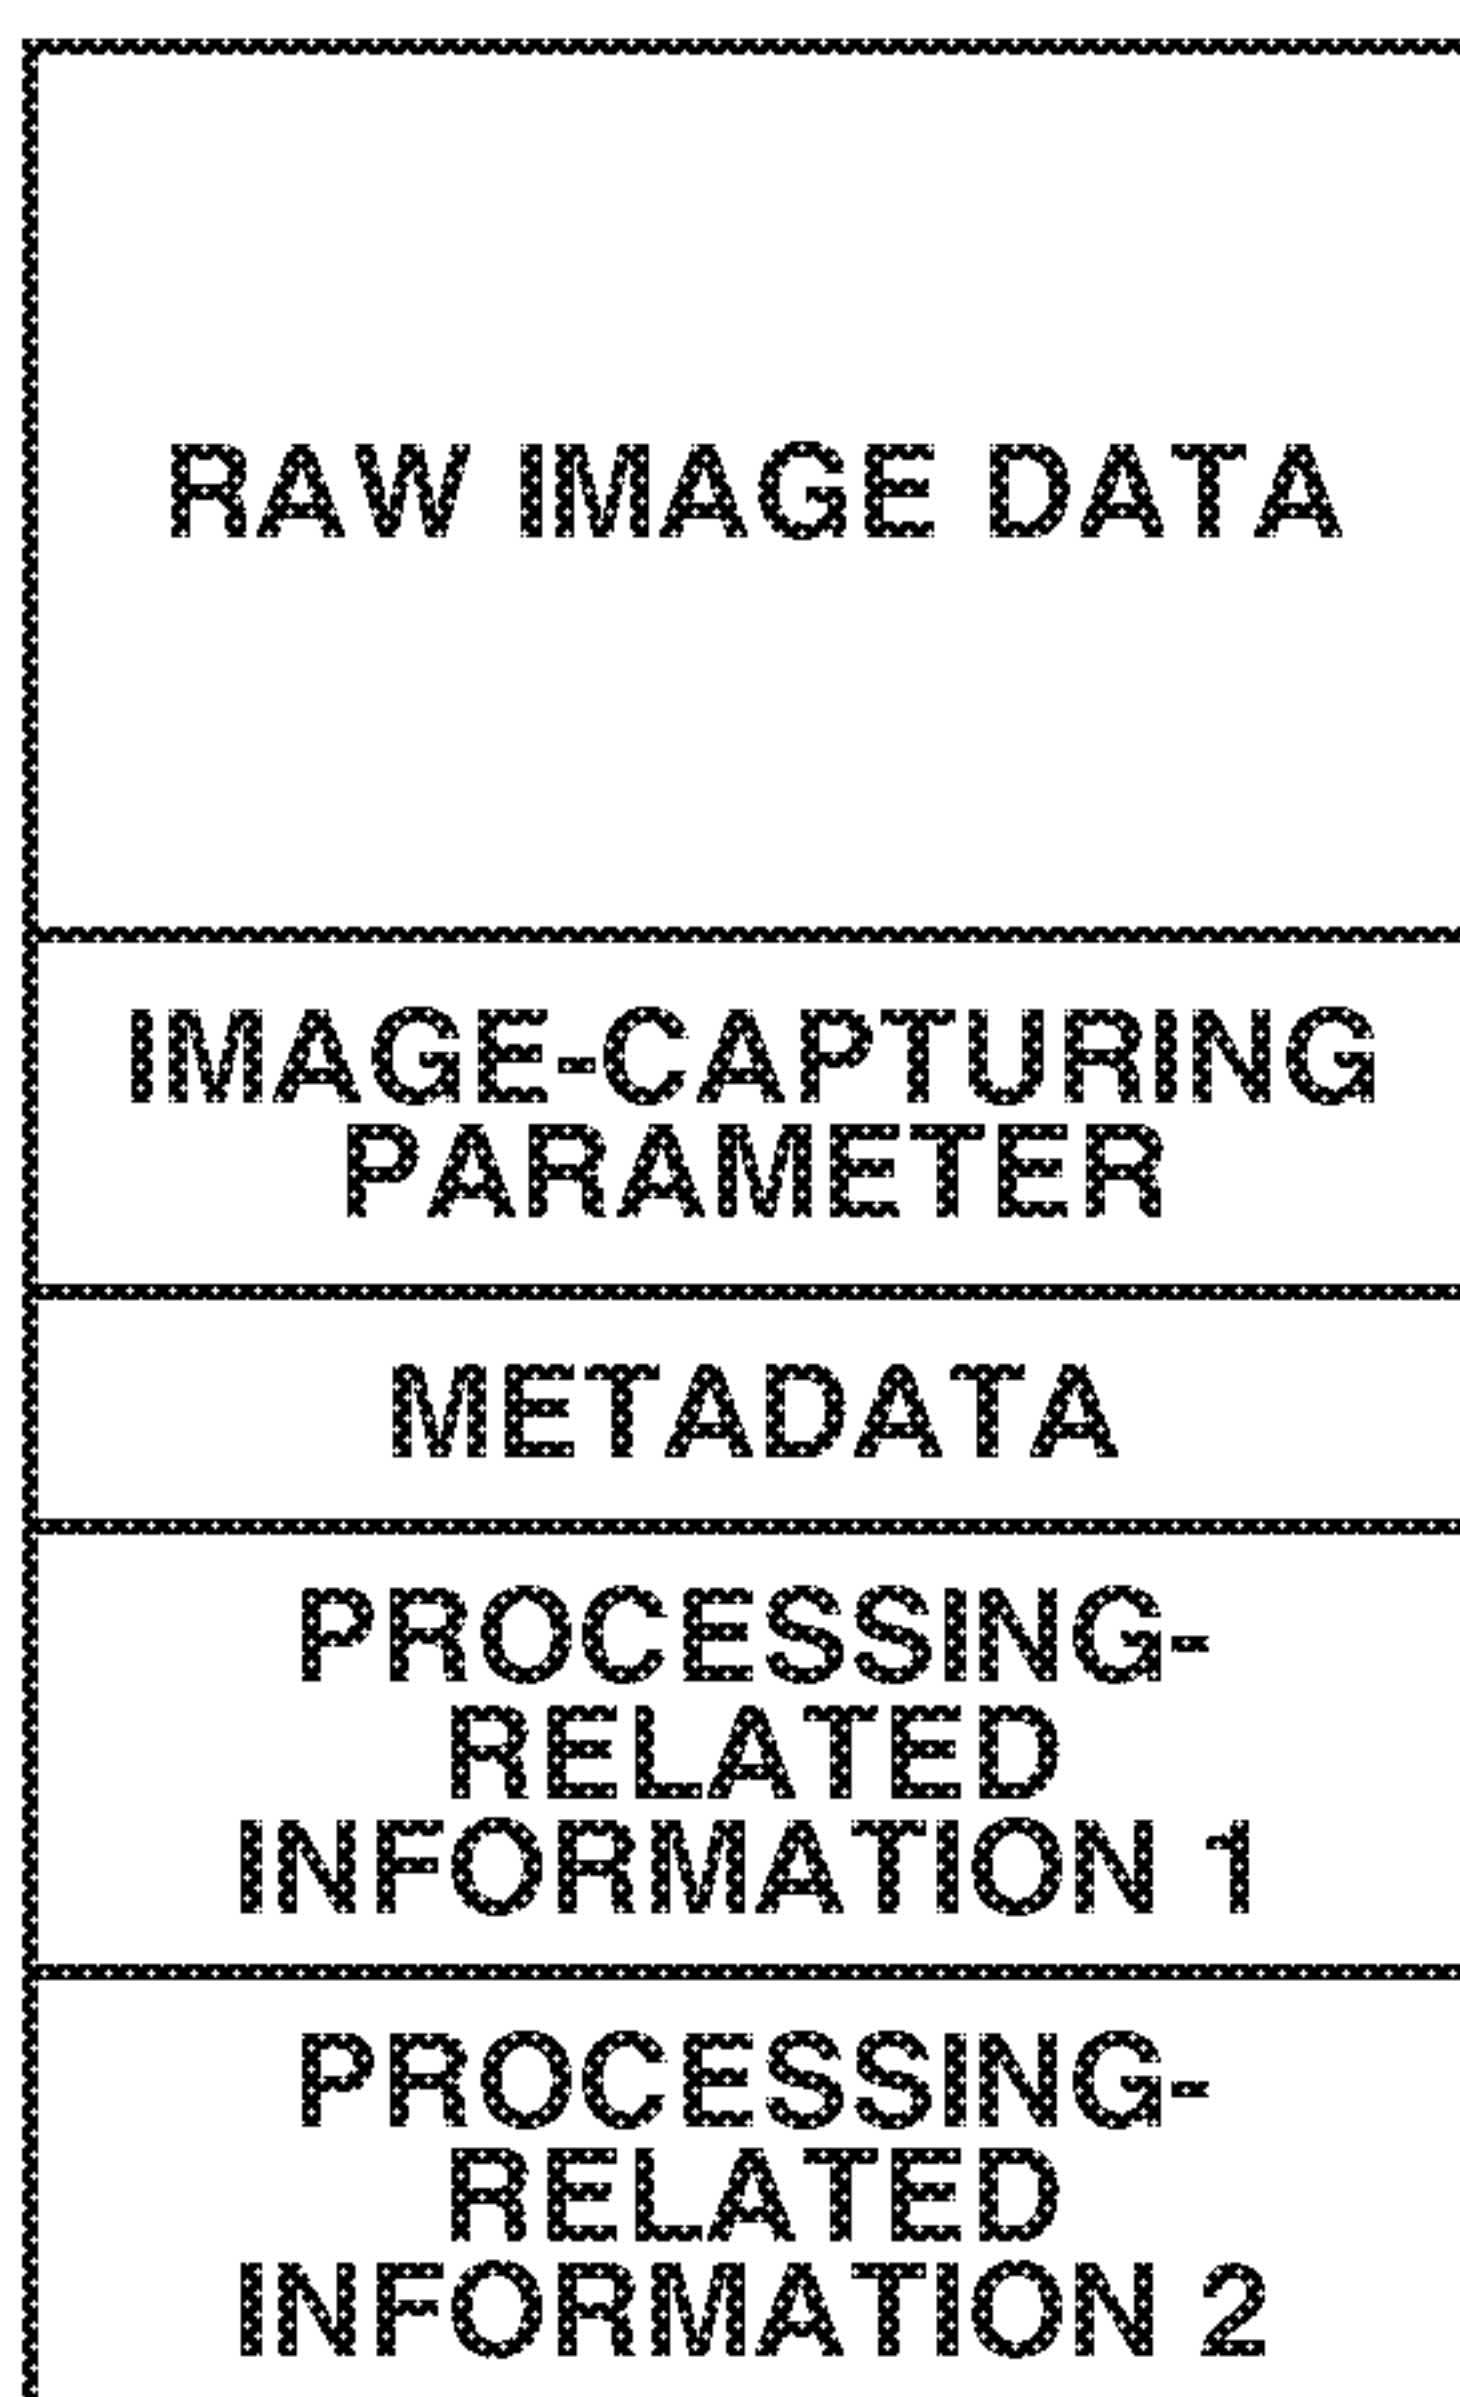 RAW IMAGE DATA
IMAGE-CAPTURING
PARAMETER
METADATA
PROCESSING-
RELATED
INFORMATION 1
PROCESSING-
RELATED
INFORMATION 2